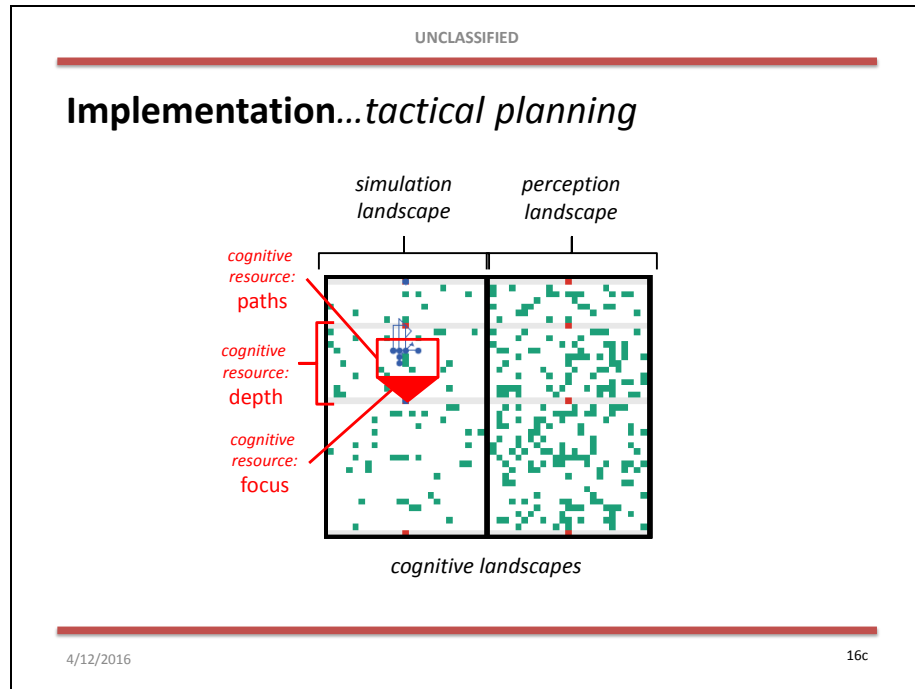 UNCLASSIFIED
Implementation...tactical planning
simulation
landscape
perception
landscape
cognitive
resource:
paths
cognitive
resource:
depth
cognitive
resource:
focus
cognitive landscapes
4/12/2016
16c